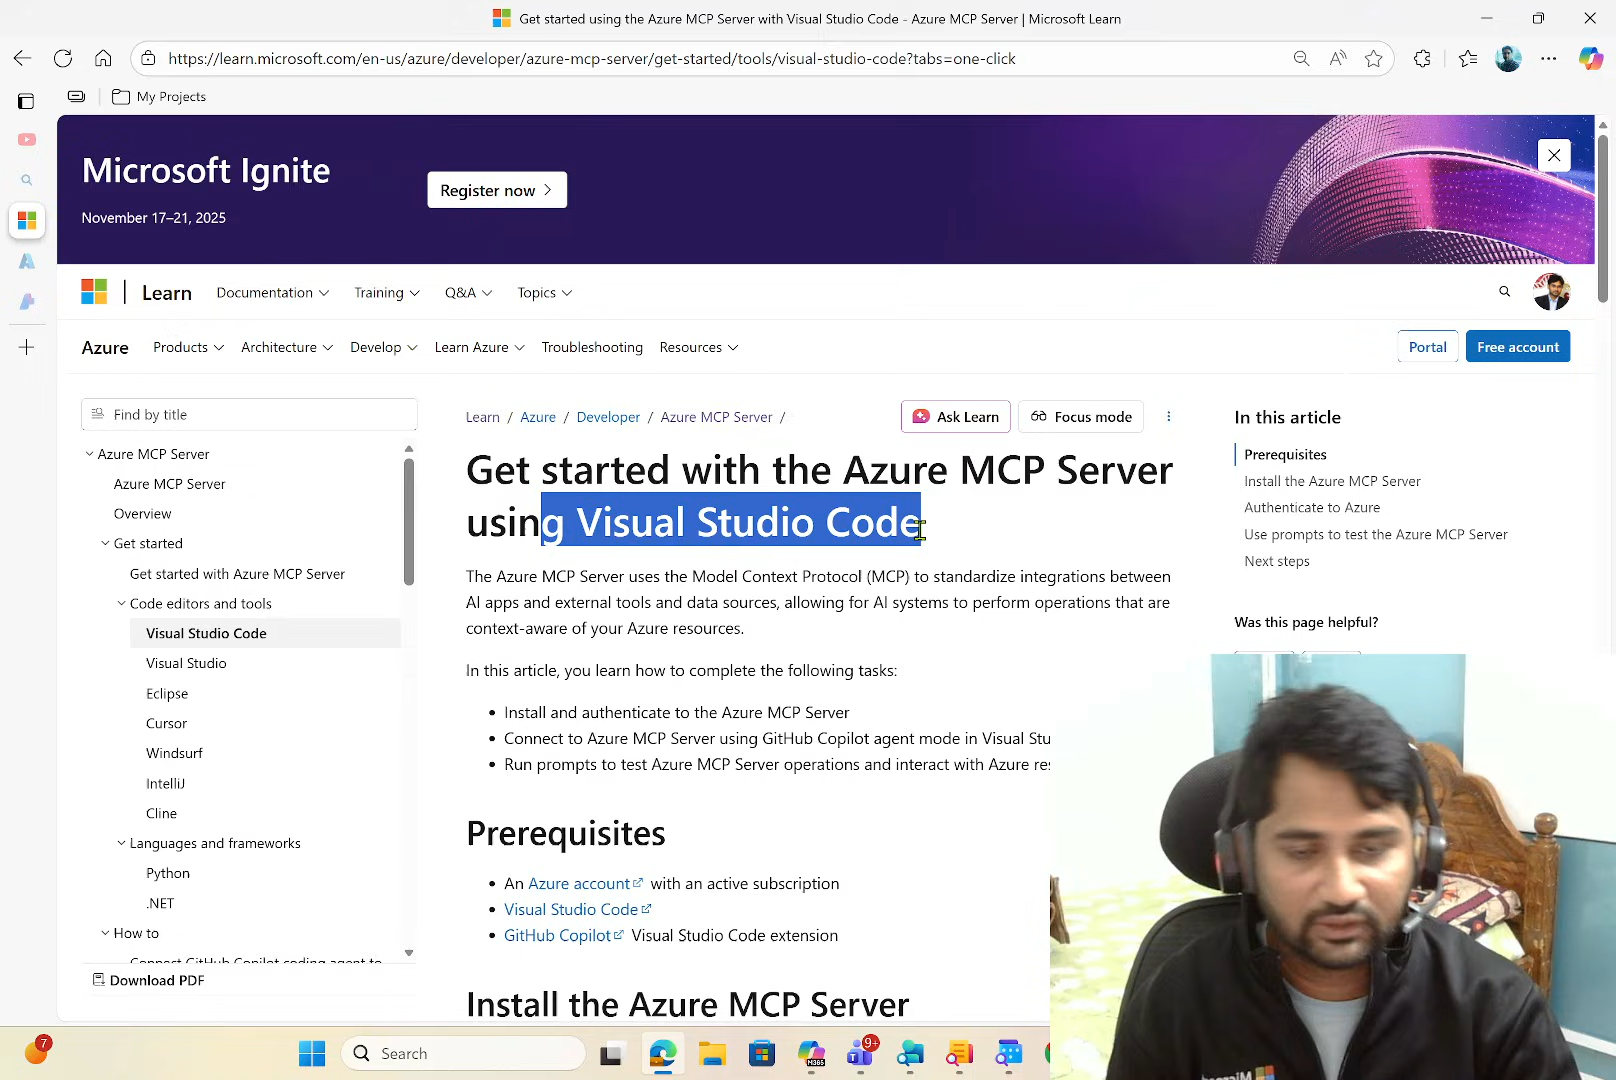 Get started using the Azure MCP Server with Visual Studio Code - Azure MCP Server | Microsoft Learn
https://learn.microsoft.com/en-us/azure/developer/azure-mcp-server/get-started/tools/visual-studio-code?tabs=one-click
My Projects
Microsoft Ignite
November 17–21, 2025
Register now
Learn
Documentation
Training
Q&A
Topics
Azure
Products
Architecture
Develop
Learn Azure
Troubleshooting
Resources
Portal
Free account
Find by title
Azure MCP Server
Azure MCP Server
Overview
Get started
Get started with Azure MCP Server
Code editors and tools
Visual Studio Code
Visual Studio
Eclipse
Cursor
Windsurf
IntelliJ
Cline
Languages and frameworks
Python
.NET
How to
Connect GitHub Copilot coding agent to
Download PDF
Learn / Azure / Developer / Azure MCP Server /
Ask Learn
Focus mode
Get started with the Azure MCP Server
using Visual Studio Code
The Azure MCP Server uses the Model Context Protocol (MCP) to standardize integrations between
AI apps and external tools and data sources, allowing for AI systems to perform operations that are
context-aware of your Azure resources.
In this article, you learn how to complete the following tasks:
• Install and authenticate to the Azure MCP Server
• Connect to Azure MCP Server using GitHub Copilot agent mode in Visual Stu
• Run prompts to test Azure MCP Server operations and interact with Azure res
Prerequisites
• An Azure account with an active subscription
• Visual Studio Code
• GitHub Copilot Visual Studio Code extension
Install the Azure MCP Server
In this article
Prerequisites
Install the Azure MCP Server
Authenticate to Azure
Use prompts to test the Azure MCP Server
Next steps
Was this page helpful?
7
Search
M365
9+